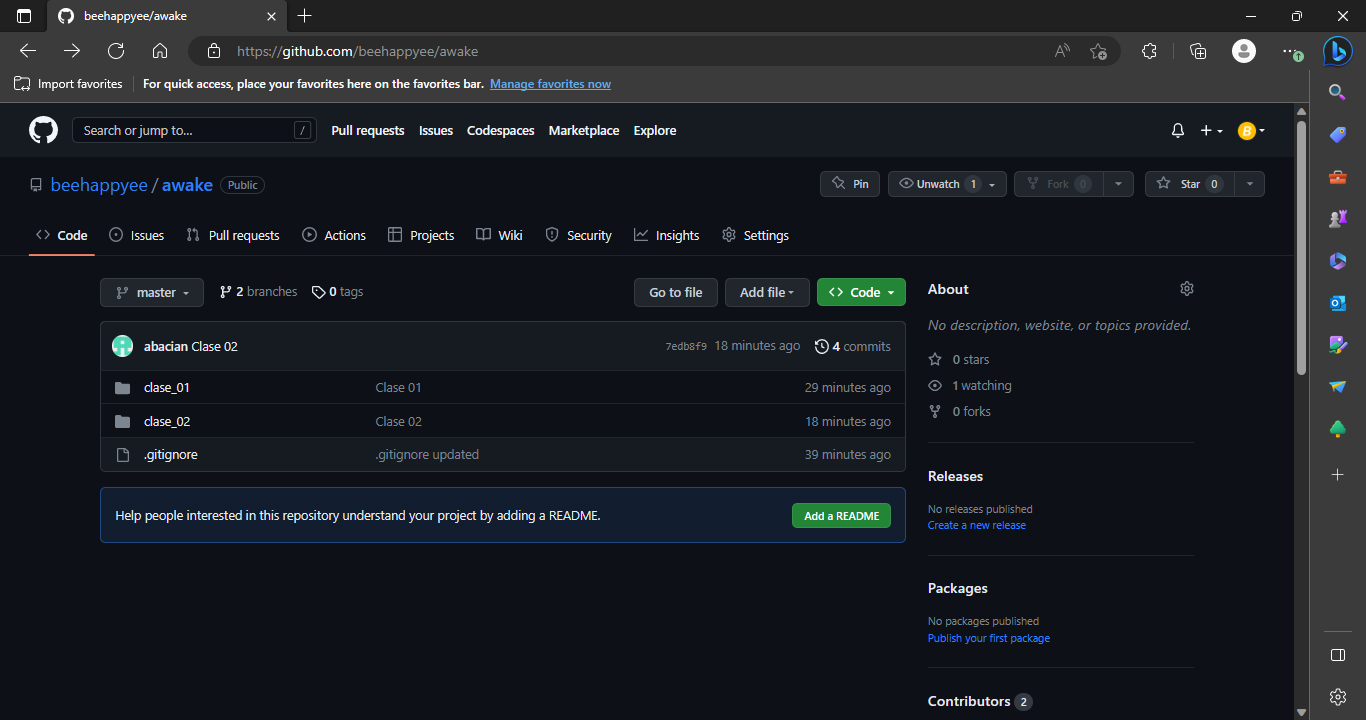 beehappyee/awake
https://github.com/beehappyee/awake
Import favorites For quick access, place your favorites here on the favorites bar. Manage favorites now
Search or jump to... / Pull requests Issues Codespaces Marketplace Explore
B
beehappyee / awake Public Pin Unwatch 1 Fork 0 Star 0
Code Issues Pull requests Actions Projects Wiki Security Insights Settings
master 2 branches 0 tags Go to file Add file Code
abacian Clase 02 7edb8f9 18 minutes ago 4 commits
clase_01 Clase 01 29 minutes ago
clase_02 Clase 02 18 minutes ago
.gitignore .gitignore updated 39 minutes ago
Help people interested in this repository understand your project by adding a README. Add a README
About
No description, website, or topics provided.
0 stars
1 watching
0 forks
Releases
No releases published
Create a new release
Packages
No packages published
Publish your first package
Contributors 2